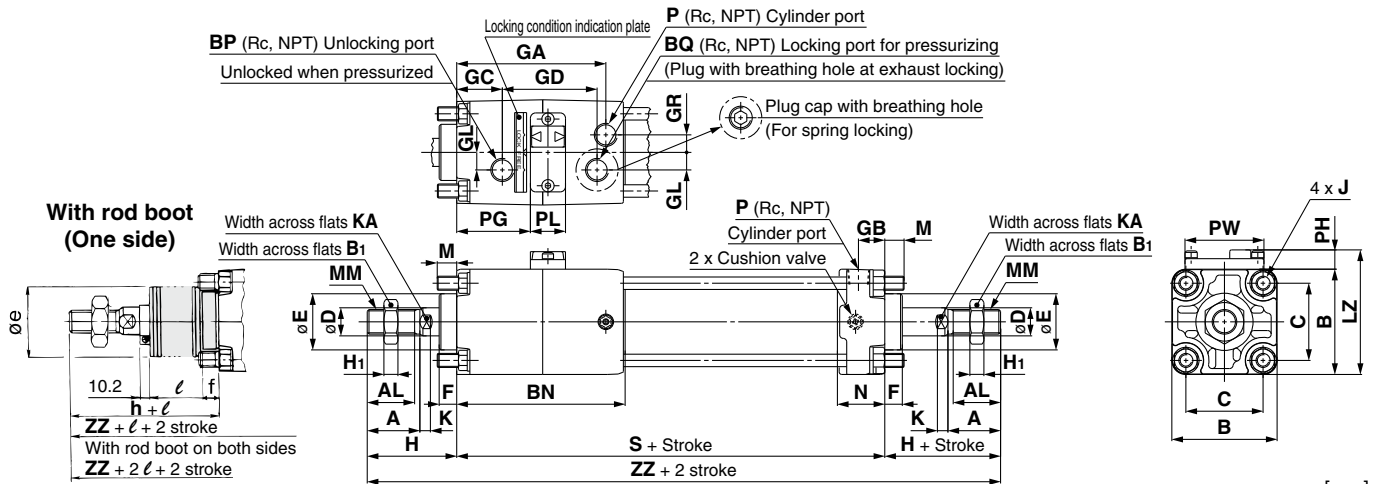 P (Rc, NPT) Cylinder port
Locking condition indication plate
BP (Rc, NPT) Unlocking port
Unlocked when pressurized
BQ (Rc, NPT) Locking port for pressurizing
(Plug with breathing hole at exhaust locking)
GA
GC
GD
GR
Plug cap with breathing hole
(For spring locking)
GL
GL
PG
PL
With rod boot
(One side)
Width across flats KA
Width across flats B1
M
MM
P (Rc, NPT)
Cylinder port
2 x Cushion valve
GB
M
Width across flats KA
Width across flats B1
MM
4 x J
PW
PH
øe
øE
øD
øD
øE
C
B
LZ
H1
H1
10.2
ℓ
f
h + ℓ
AL
F
BN
N
F
AL
A
K
K
A
C
H
S + Stroke
H + Stroke
B
ZZ + ℓ + 2 stroke
With rod boot on both sides
ZZ + 2 ℓ + 2 stroke
ZZ + 2 stroke